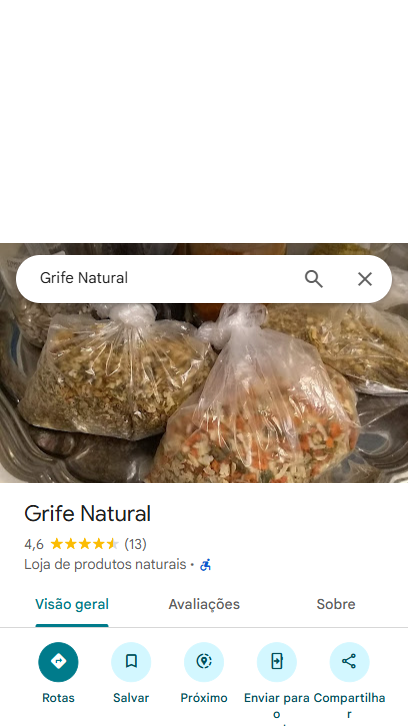 Grife Natural
Grife Natural
4,6 (13)
Loja de produtos naturais ·
Visão geral Avaliações Sobre
Rotas Salvar Próximo Enviar para Compartilha
o r